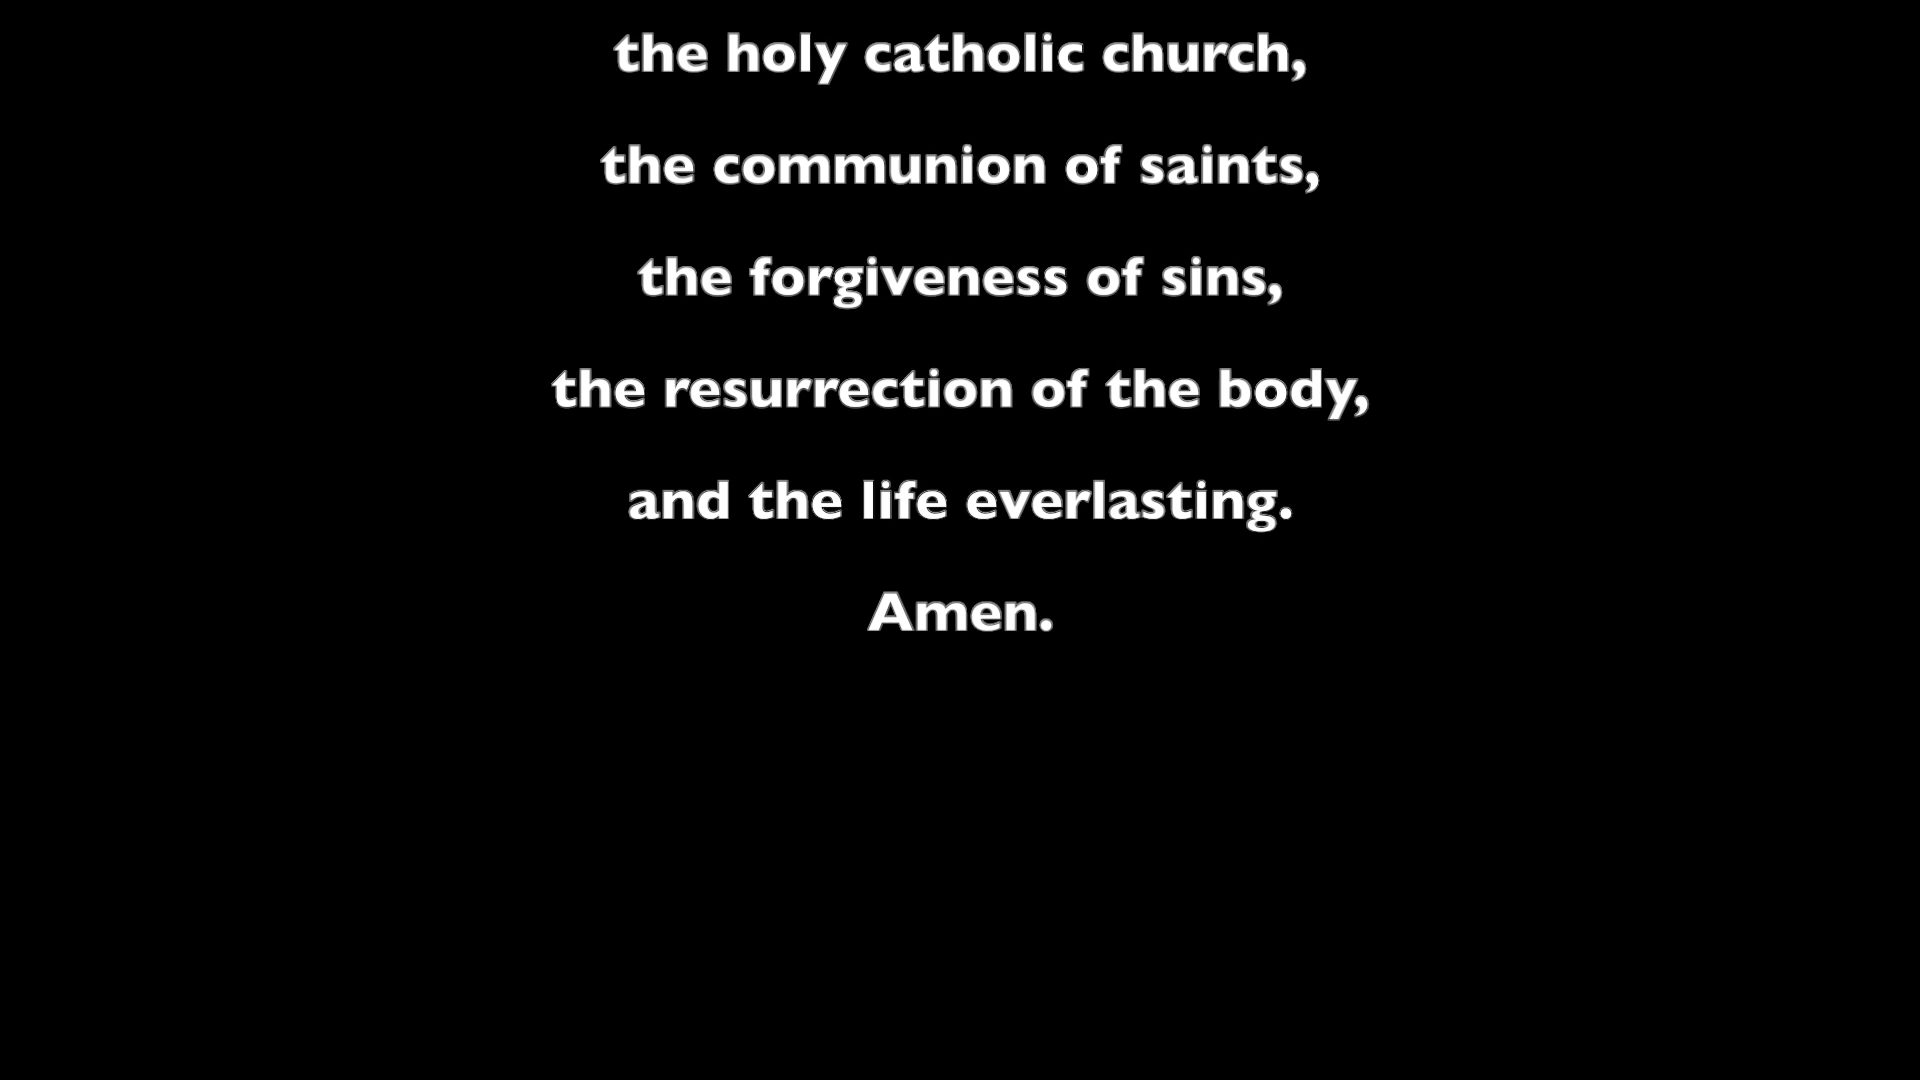 the holy catholic church,
the communion of saints,
the forgiveness of sins,
the resurrection of the body,
and the life everlasting.
Amen.